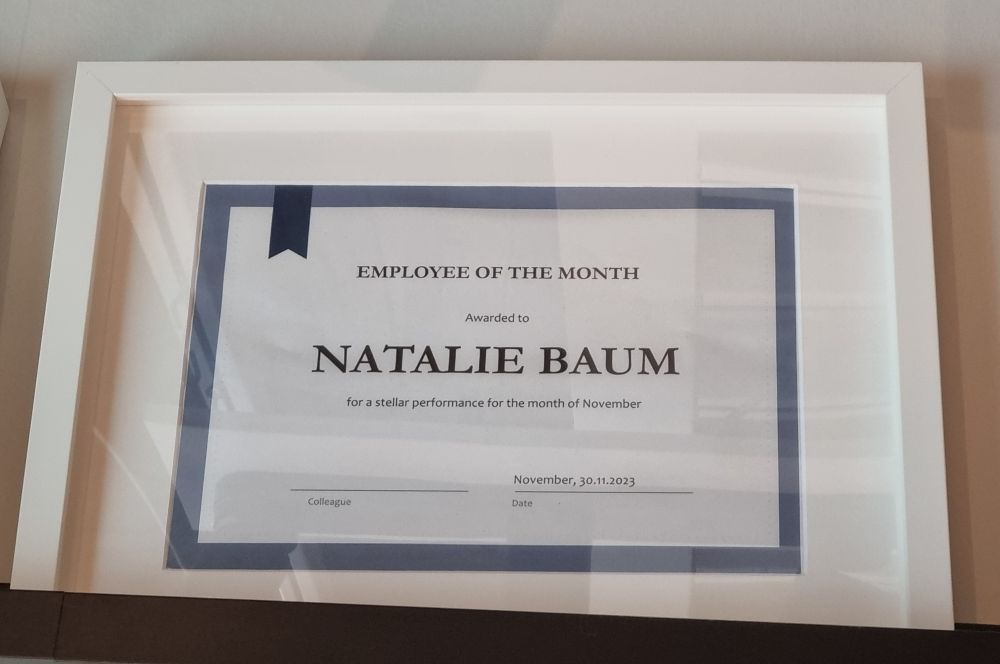 EMPLOYEE OF THE MONTH
Awarded to
NATALIE BAUM
for a stellar performance for the month of November
November, 30.11.2023
Colleague
Date